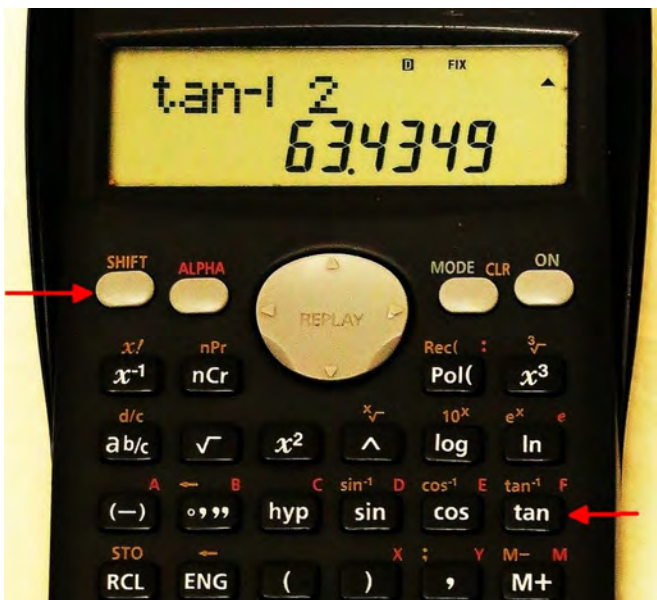 D FIX
tan-1 2
63.4349
SHIFT ALPHA MODE CLR ON
REPLAY
x! nPr Rec( : ³√
x⁻¹ nCr Pol( x³
d/c ˣ√ 10ˣ eˣ e
a b/c √ x² ^ log ln
A ← B C sin⁻¹ D cos⁻¹ E tan⁻¹ F
(−) °,,, hyp sin cos tan
STO ← X ; Y M− M
RCL ENG ( ) , M+